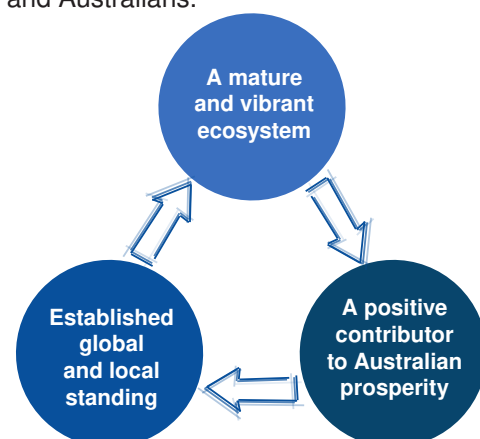 and Australians.
A mature
and vibrant
ecosystem
A positive
contributor
to Australian
prosperity
Established
global
and local
standing